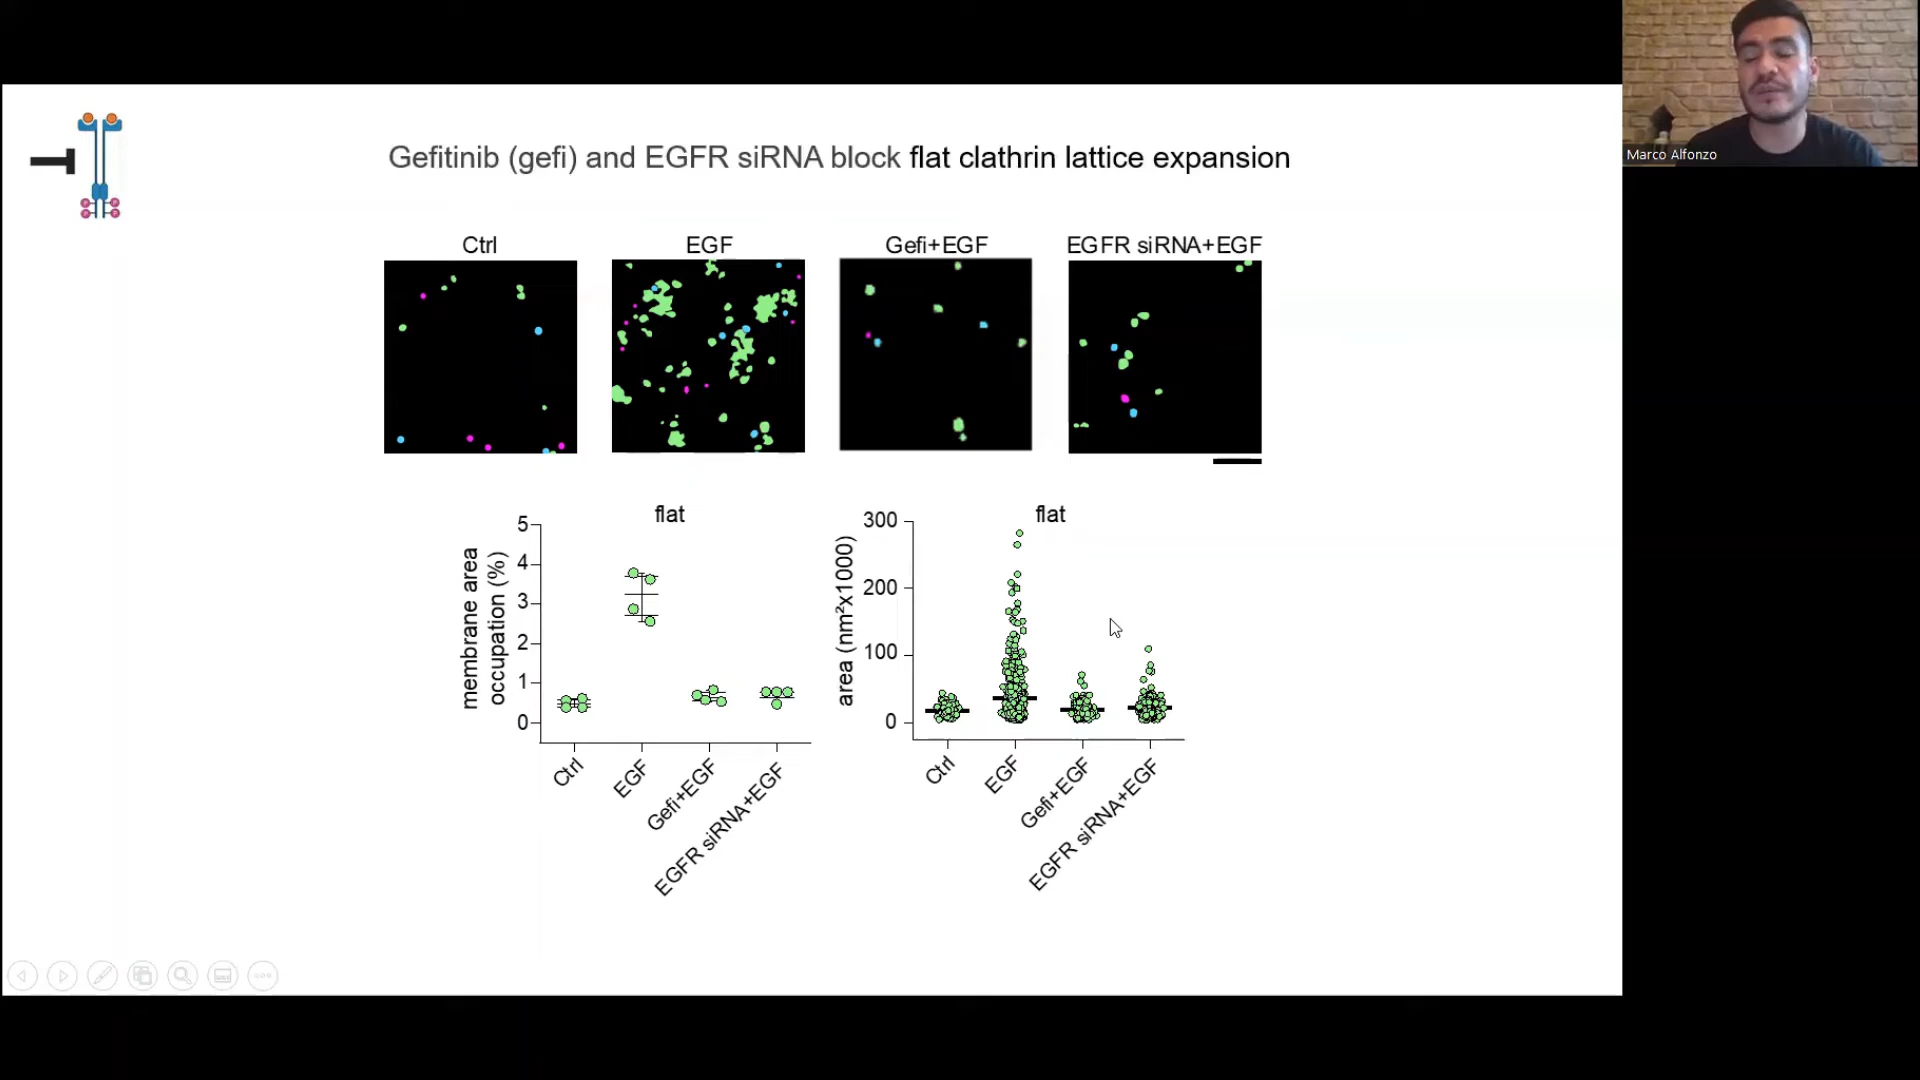 Marco Alfonzo
Gefitinib (gefi) and EGFR siRNA block flat clathrin lattice expansion
P P
P P
Ctrl
EGF
Gefi+EGF
EGFR siRNA+EGF
flat
membrane area
occupation (%)
5
4
3
2
1
0
Ctrl
EGF
Gefi+EGF
EGFR siRNA+EGF
flat
area (nm²x1000)
300
200
100
0
Ctrl
EGF
Gefi+EGF
EGFR siRNA+EGF